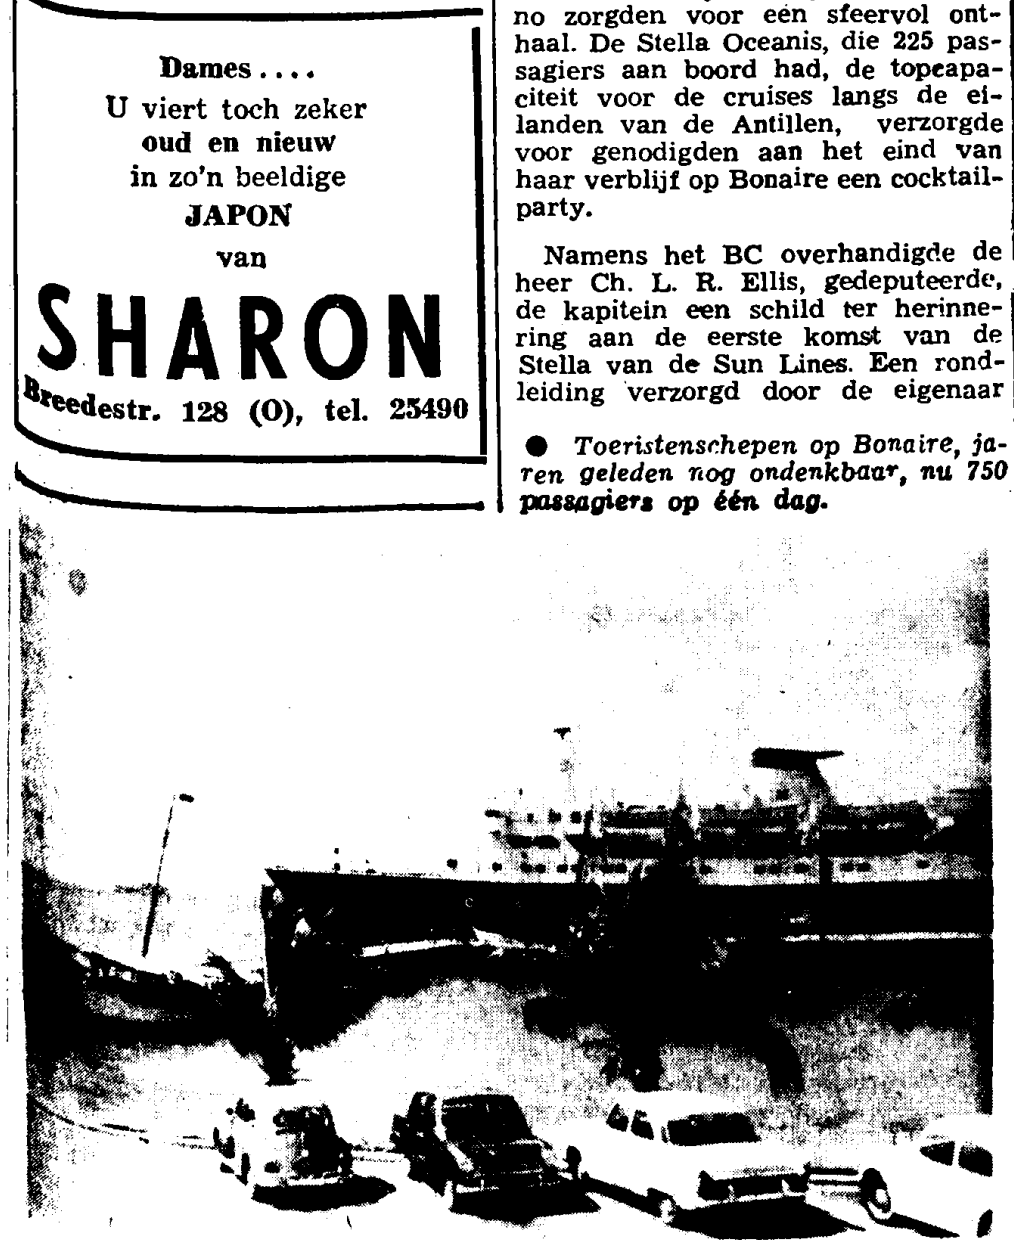 Dames....
U viert toch zeker
oud en nieuw
in zo'n beeldige
JAPON
van
SHARON
Breedestr. 128 (O), tel. 25490
no zorgden voor een sfeervol ont-
haal. De Stella Oceanis, die 225 pas-
sagiers aan boord had, de topcapa-
citeit voor de cruises langs de ei-
landen van de Antillen, verzorgde
voor genodigden aan het eind van
haar verblijf op Bonaire een cocktail-
party.
Namens het BC overhandigde de
heer Ch. L. R. Ellis, gedeputeerde,
de kapitein een schild ter herinne-
ring aan de eerste komst van de
Stella van de Sun Lines. Een rond-
leiding verzorgd door de eigenaar
● Toeristenschepen op Bonaire, ja-
ren geleden nog ondenkbaar, nu 750
passagiers op één dag.